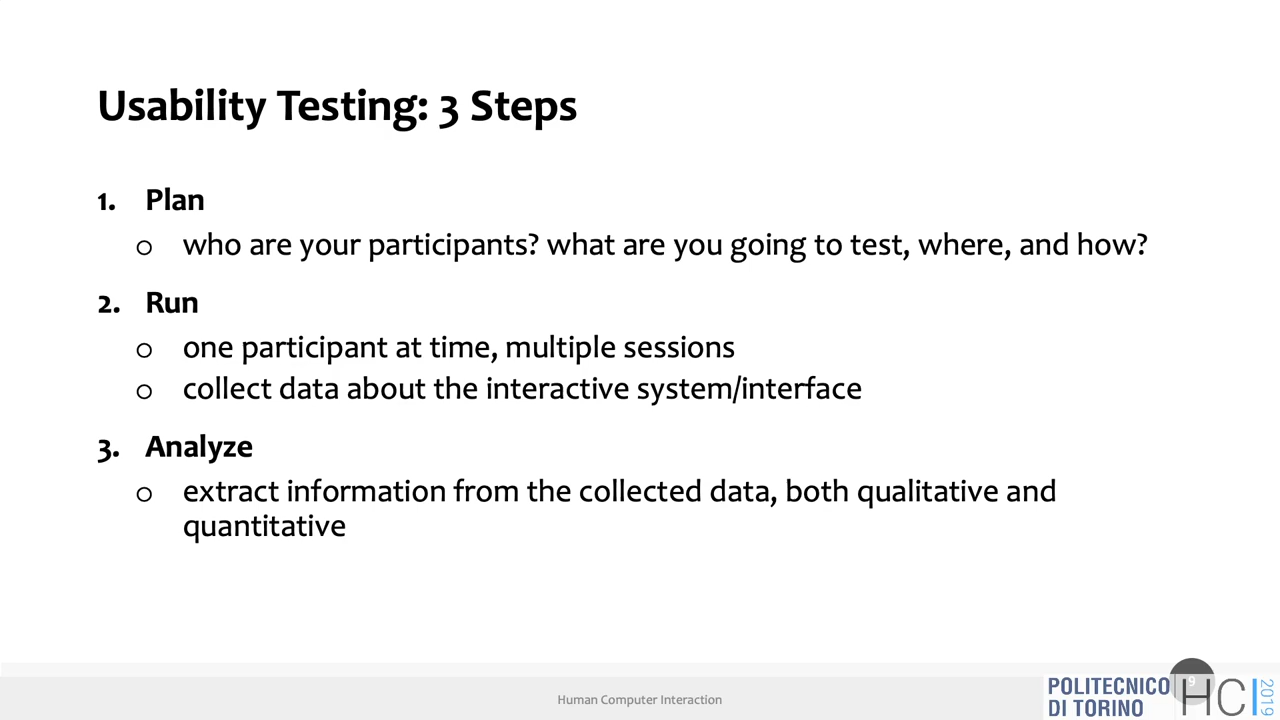 Usability Testing: 3 Steps
1. Plan
o who are your participants? what are you going to test, where, and how?
2. Run
o one participant at time, multiple sessions
o collect data about the interactive system/interface
3. Analyze
o extract information from the collected data, both qualitative and
quantitative
Human Computer Interaction
POLITECNICO
DI TORINO
9
HCI
2019